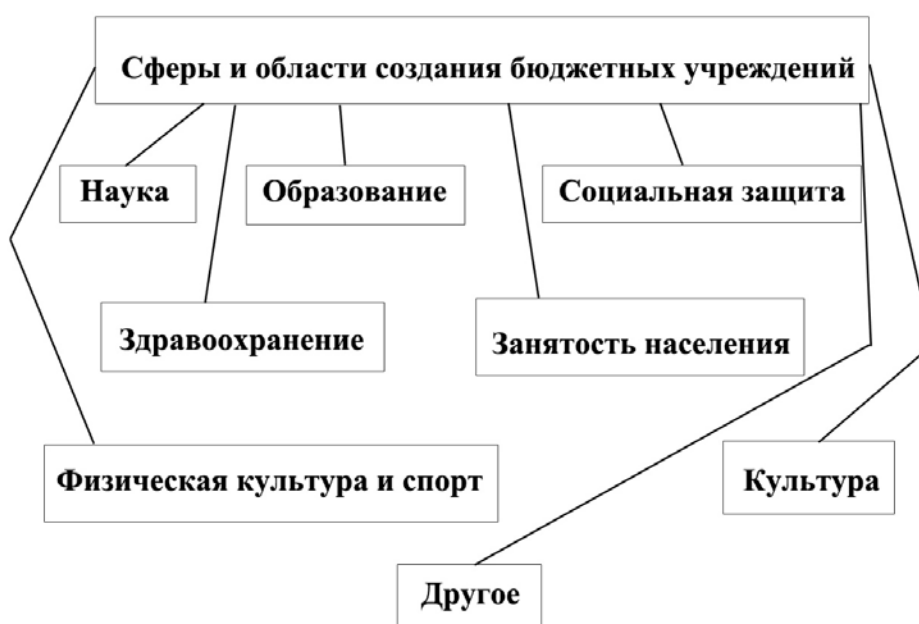 Сферы и области создания бюджетных учреждений
Наука
Образование
Социальная защита
Здравоохранение
Занятость населения
Физическая культура и спорт
Культура
Другое